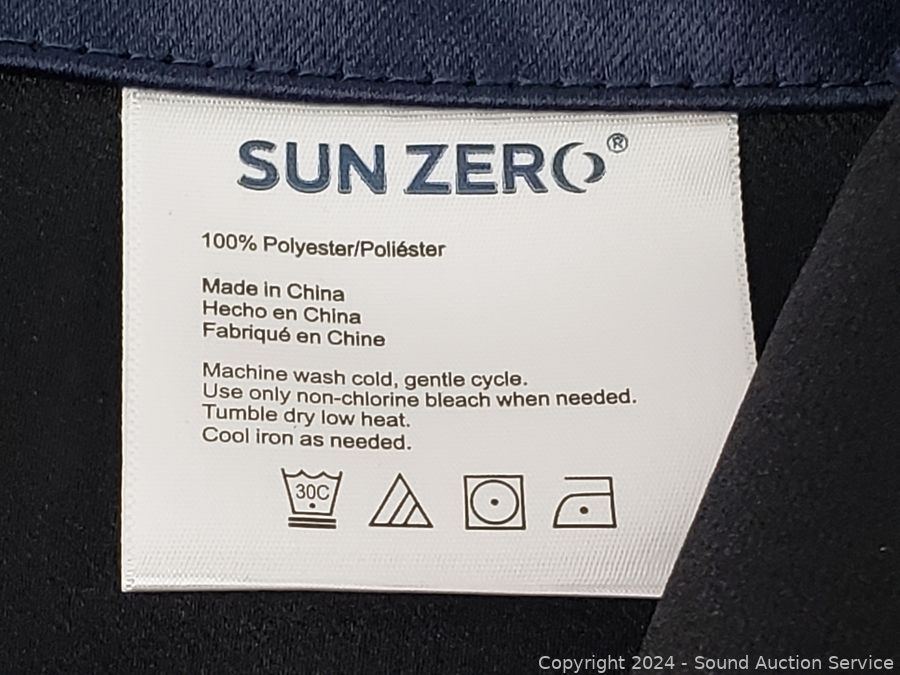 SUN ZERO®
100% Polyester/Poliéster
Made in China
Hecho en China
Fabriqué en Chine
Machine wash cold, gentle cycle.
Use only non-chlorine bleach when needed.
Tumble dry low heat.
Cool iron as needed.
30C
Copyright 2024 - Sound Auction Service